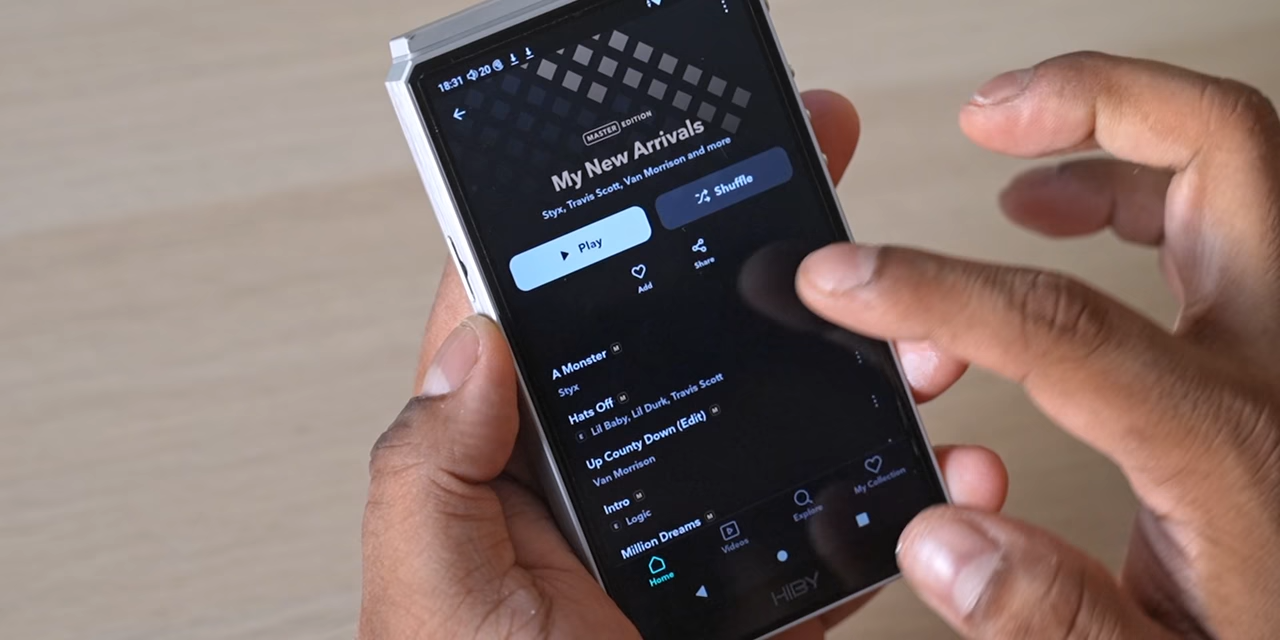 18:31 20
MASTER EDITION
My New Arrivals
Styx, Travis Scott, Van Morrison and more
Play
Shuffle
Add
Share
A Monster M
Styx
Hats Off M
E Lil Baby, Lil Durk, Travis Scott
Up County Down (Edit) M
Van Morrison
Intro M
E Logic
Million Dreams M
Home
Videos
Explore
My Collection
HIBY